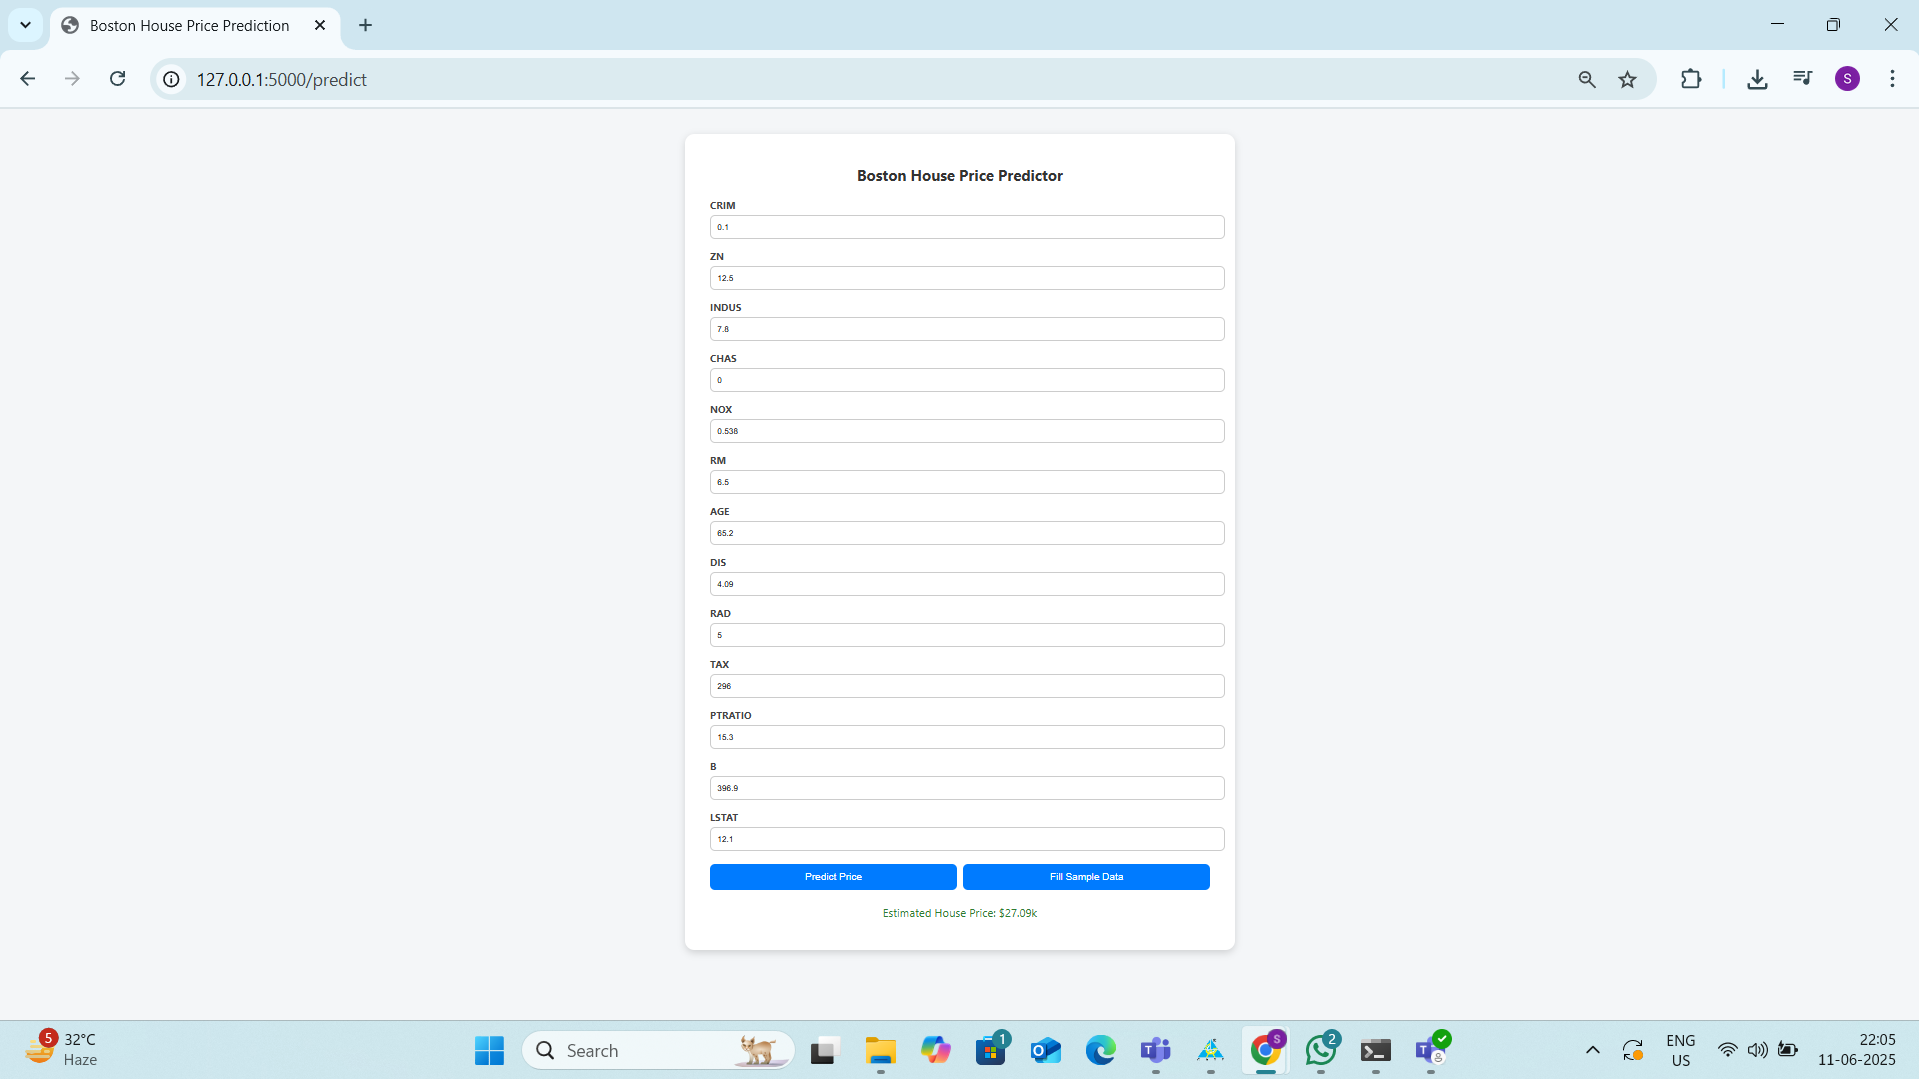 Boston House Price Prediction
127.0.0.1:5000/predict
S
Boston House Price Predictor
CRIM
0.1
ZN
12.5
INDUS
7.8
CHAS
0
NOX
0.538
RM
6.5
AGE
65.2
DIS
4.09
RAD
5
TAX
296
PTRATIO
15.3
B
396.9
LSTAT
12.1
Predict Price
Fill Sample Data
Estimated House Price: $27.09k
5
32°C
Haze
Search
1
S
2
ENG
US
22:05
11-06-2025